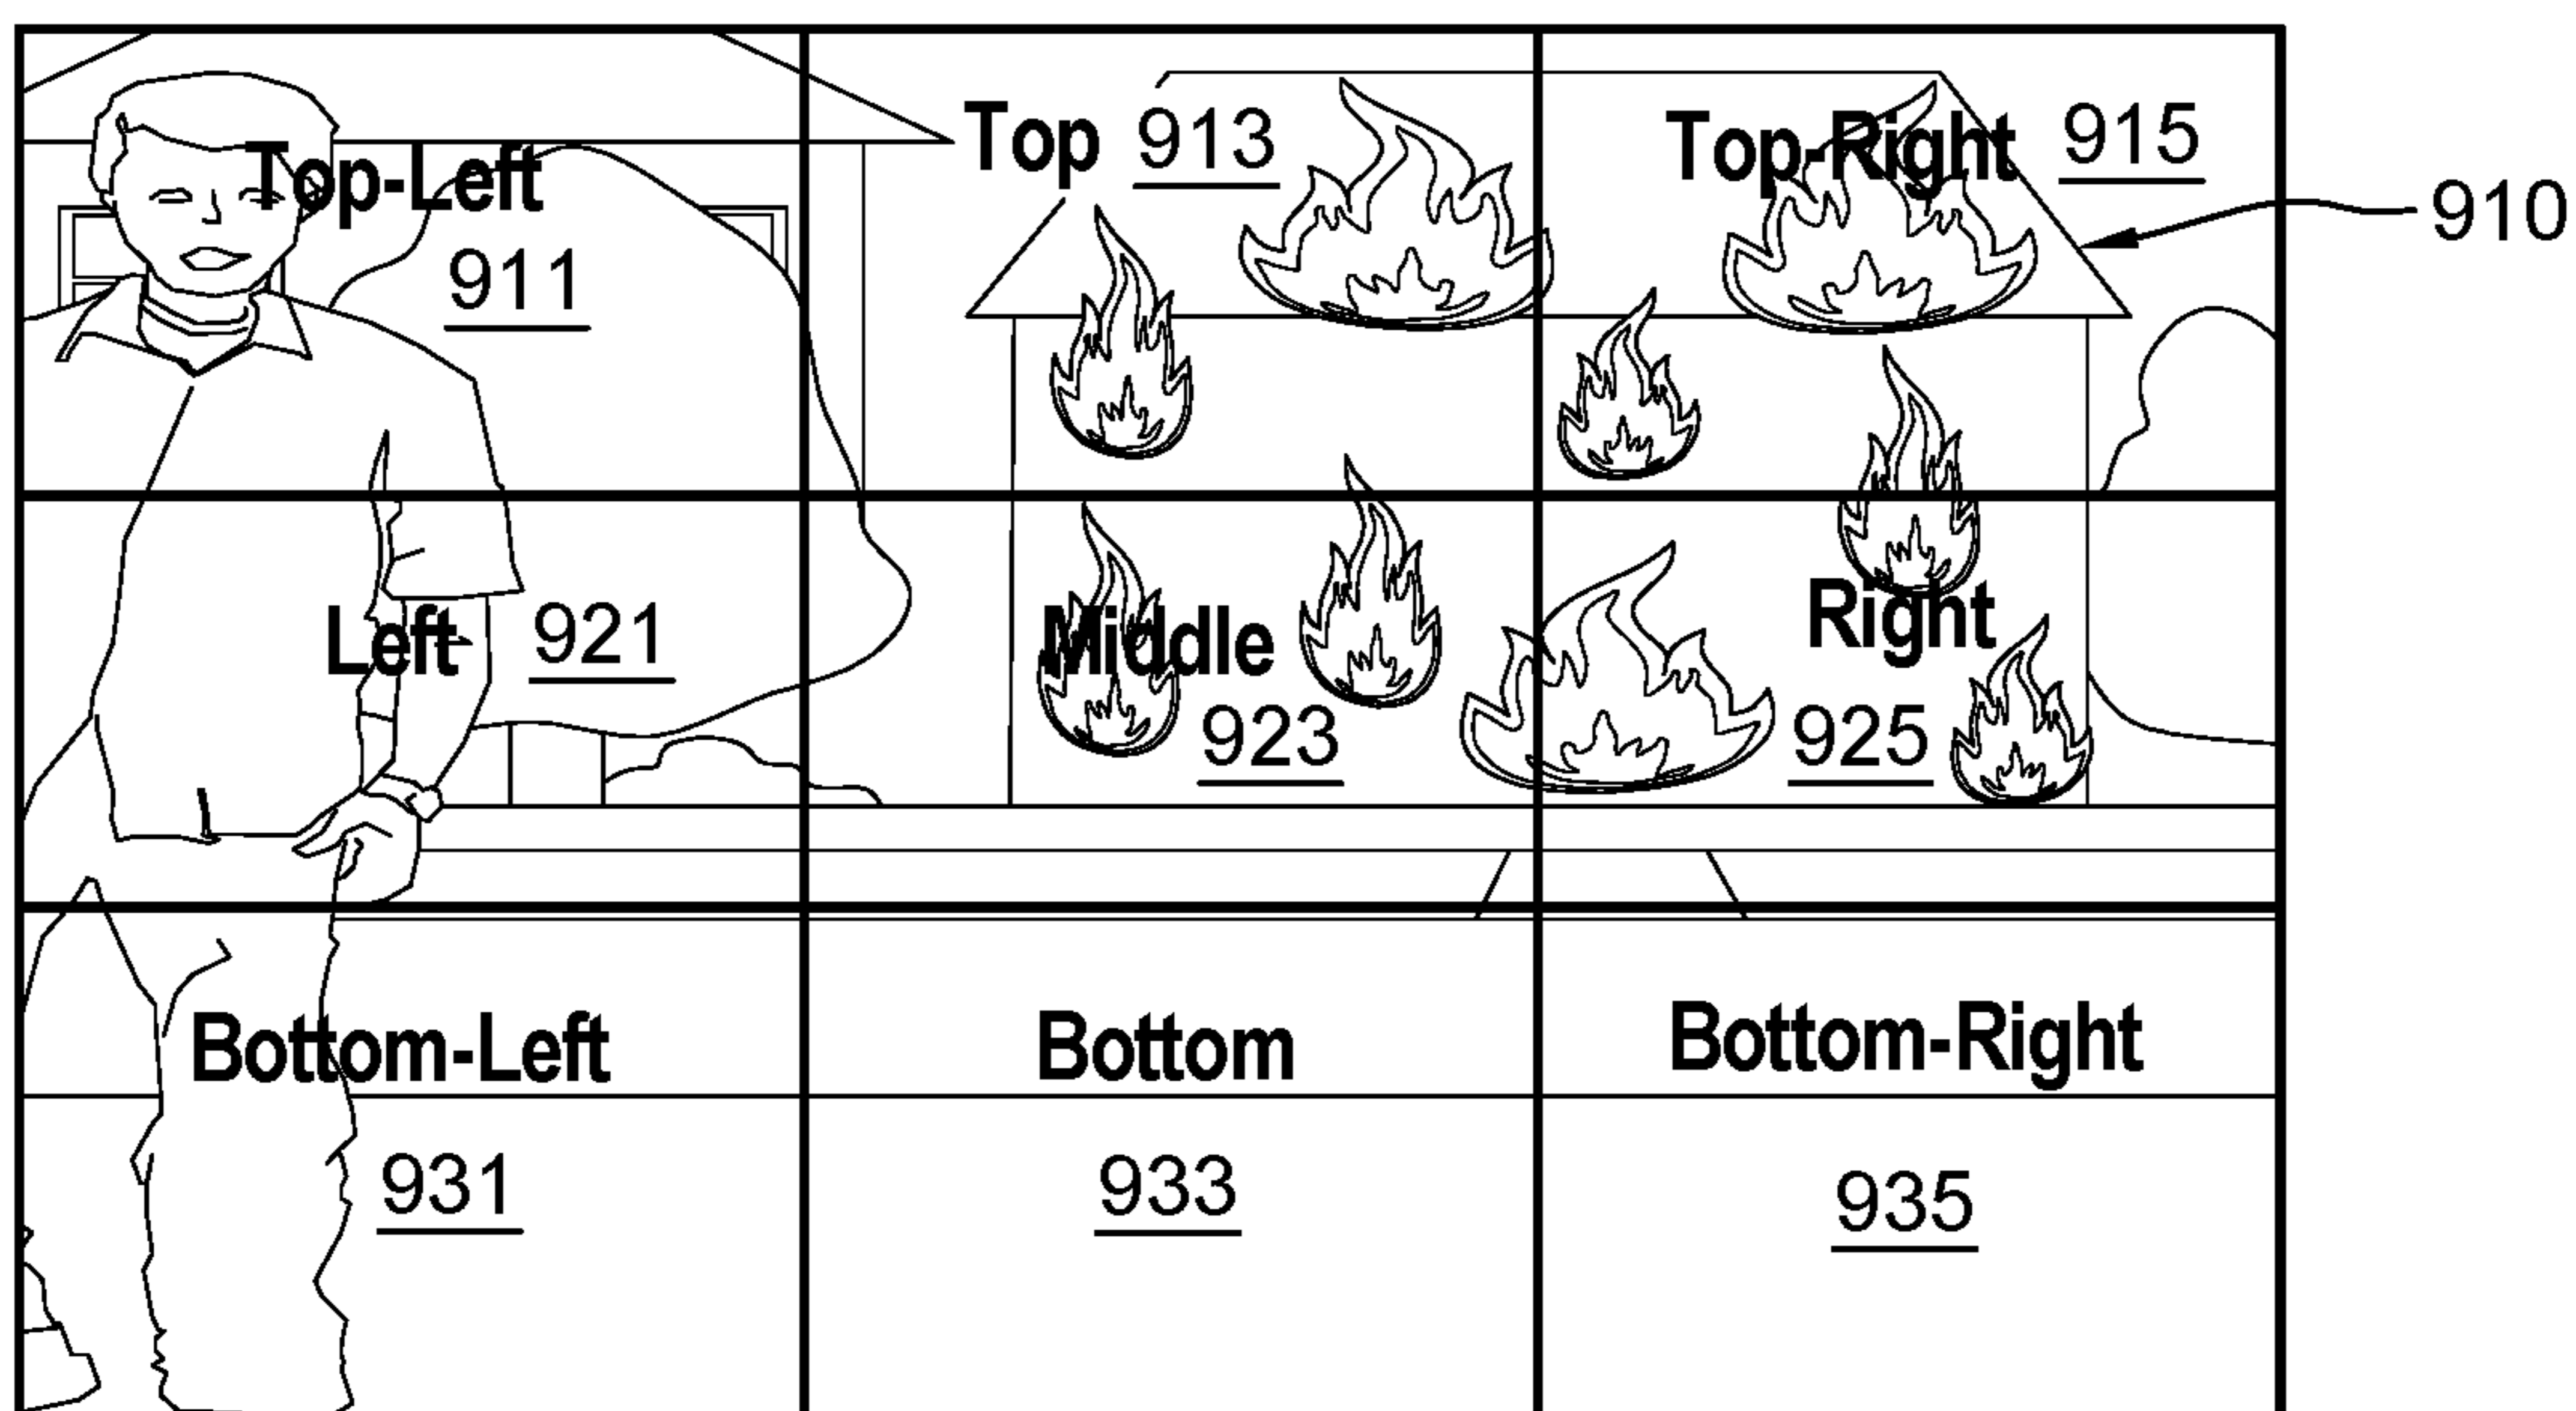 Top-Left
911
Top 913
Top-Right 915
910
Left 921
Middle
923
Right
925
Bottom-Left
931
Bottom
933
Bottom-Right
935